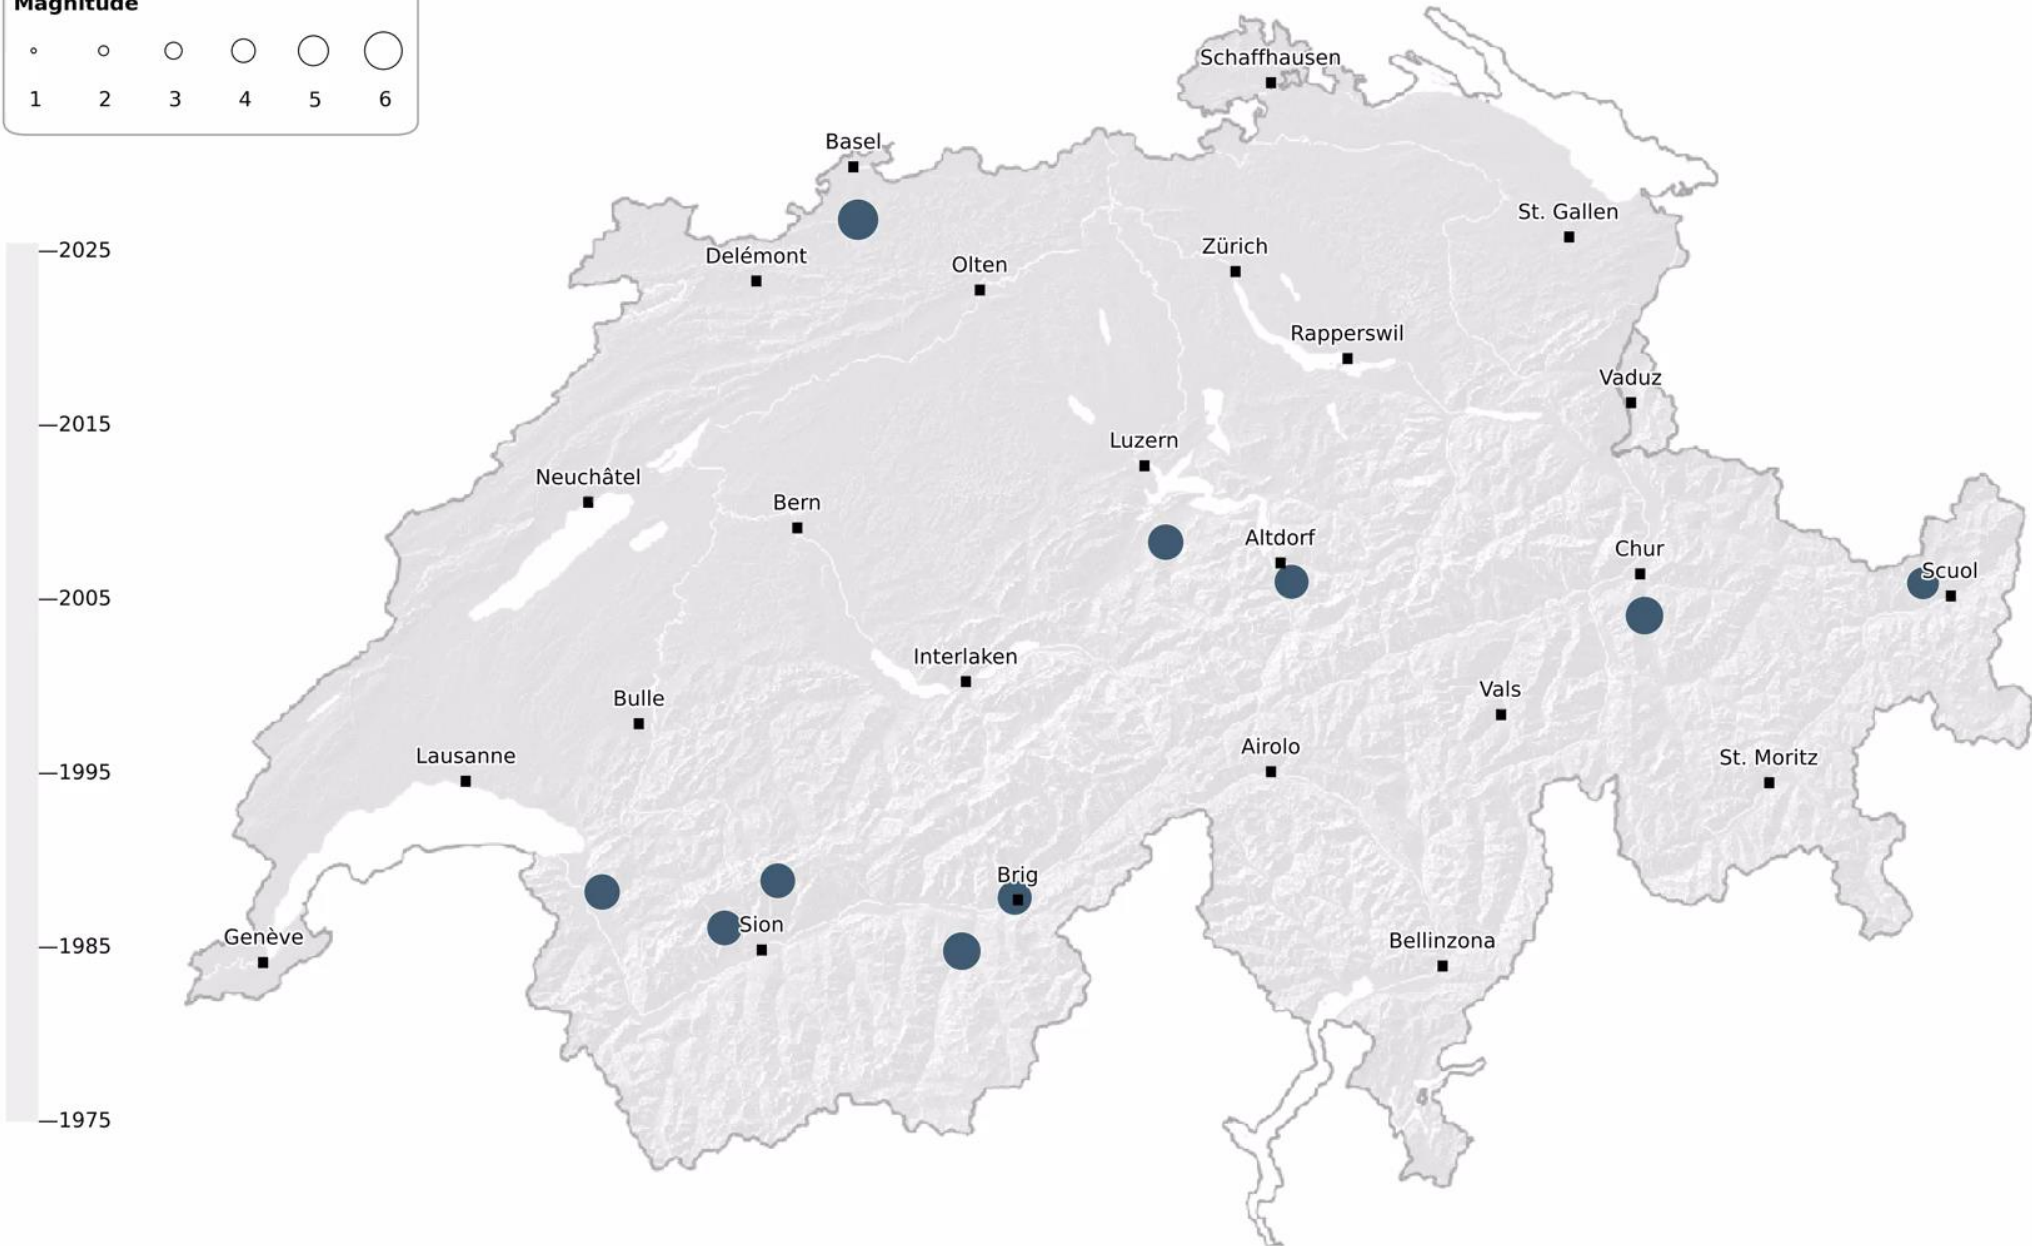 Magnitude
1 2 3 4 5 6
Schaffhausen
Basel
St. Gallen
2025
Delémont
Zürich
Olten
Rapperswil
Vaduz
2015
Luzern
Neuchâtel
Bern
Altdorf
Chur
Scuol
2005
Interlaken
Bulle
Vals
Lausanne
Airolo
St. Moritz
1995
Brig
Sion
Genève
Bellinzona
1985
1975